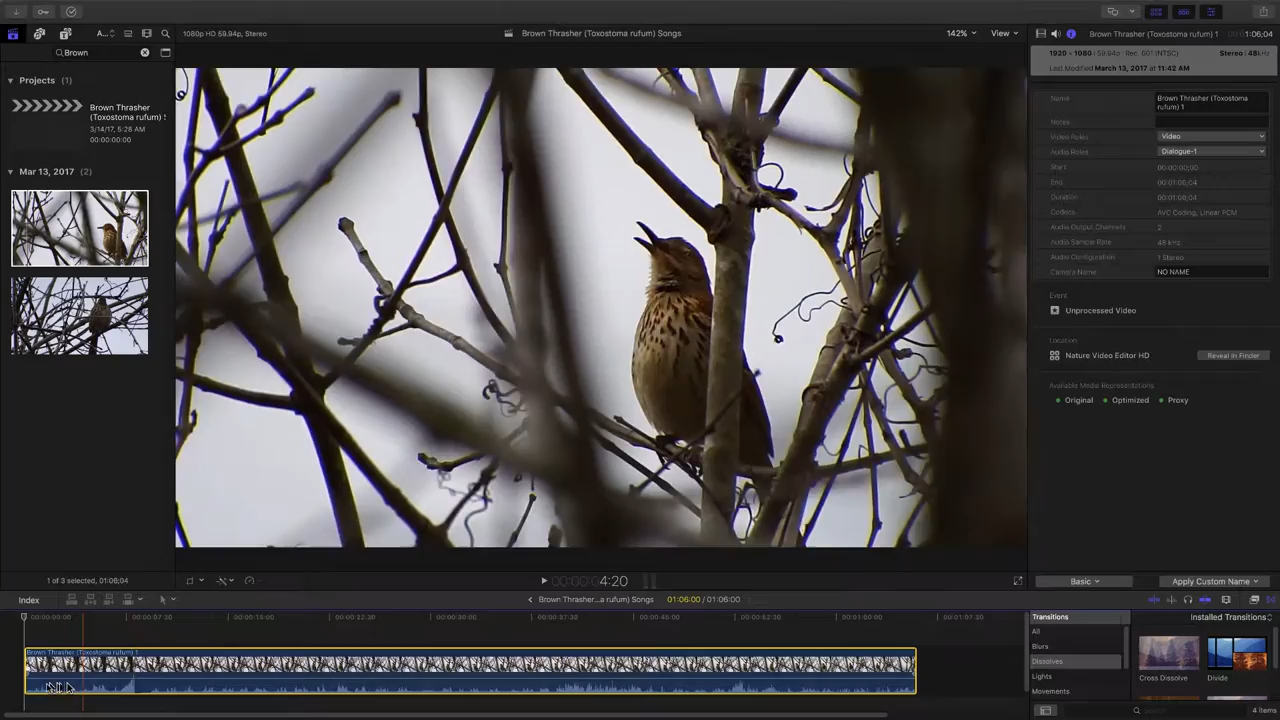 A...
1080p HD 59.94p, Stereo
Brown Thrasher (Toxostoma rufum) Songs
142%
View
Brown Thrasher (Toxostoma rufum) 1
1:06;04
Brown
1920 × 1080 | 59.94p | Rec. 601 (NTSC)
Stereo | 48kHz
Last Modified March 13, 2017 at 11:42 AM
Projects (1)
Brown Thrasher
(Toxostoma rufum) S
3/14/17, 5:28 AM
00:00:00:00
Mar 13, 2017 (2)
Name
Brown Thrasher (Toxostoma
rufum) 1
Notes
Video Roles
Video
Audio Roles
Dialogue-1
Start
00:00:00;00
End
00:01:06;04
Duration
00:01:06;04
Codecs
AVC Coding, Linear PCM
Audio Output Channels
2
Audio Sample Rate
48 kHz
Audio Configuration
1 Stereo
Camera Name
NO NAME
Event
Unprocessed Video
Location
Nature Video Editor HD
Reveal in Finder
Available Media Representations
Original
Optimized
Proxy
1 of 3 selected, 01:06;04
00:00:00:04:20
Basic
Apply Custom Name
Index
Brown Thrasher...a rufum) Songs
01:06:00 / 01:06:00
00:00:00:00
00:00:07:30
00:00:15:00
00:00:22:30
00:00:30:00
00:00:37:30
00:00:45:00
00:00:52:30
00:01:00:00
00:01:07:30
Brown Thrasher (Toxostoma rufum) 1
Transitions
Installed Transitions
All
Blurs
Dissolves
Lights
Movements
Cross Dissolve
Divide
Search
4 items